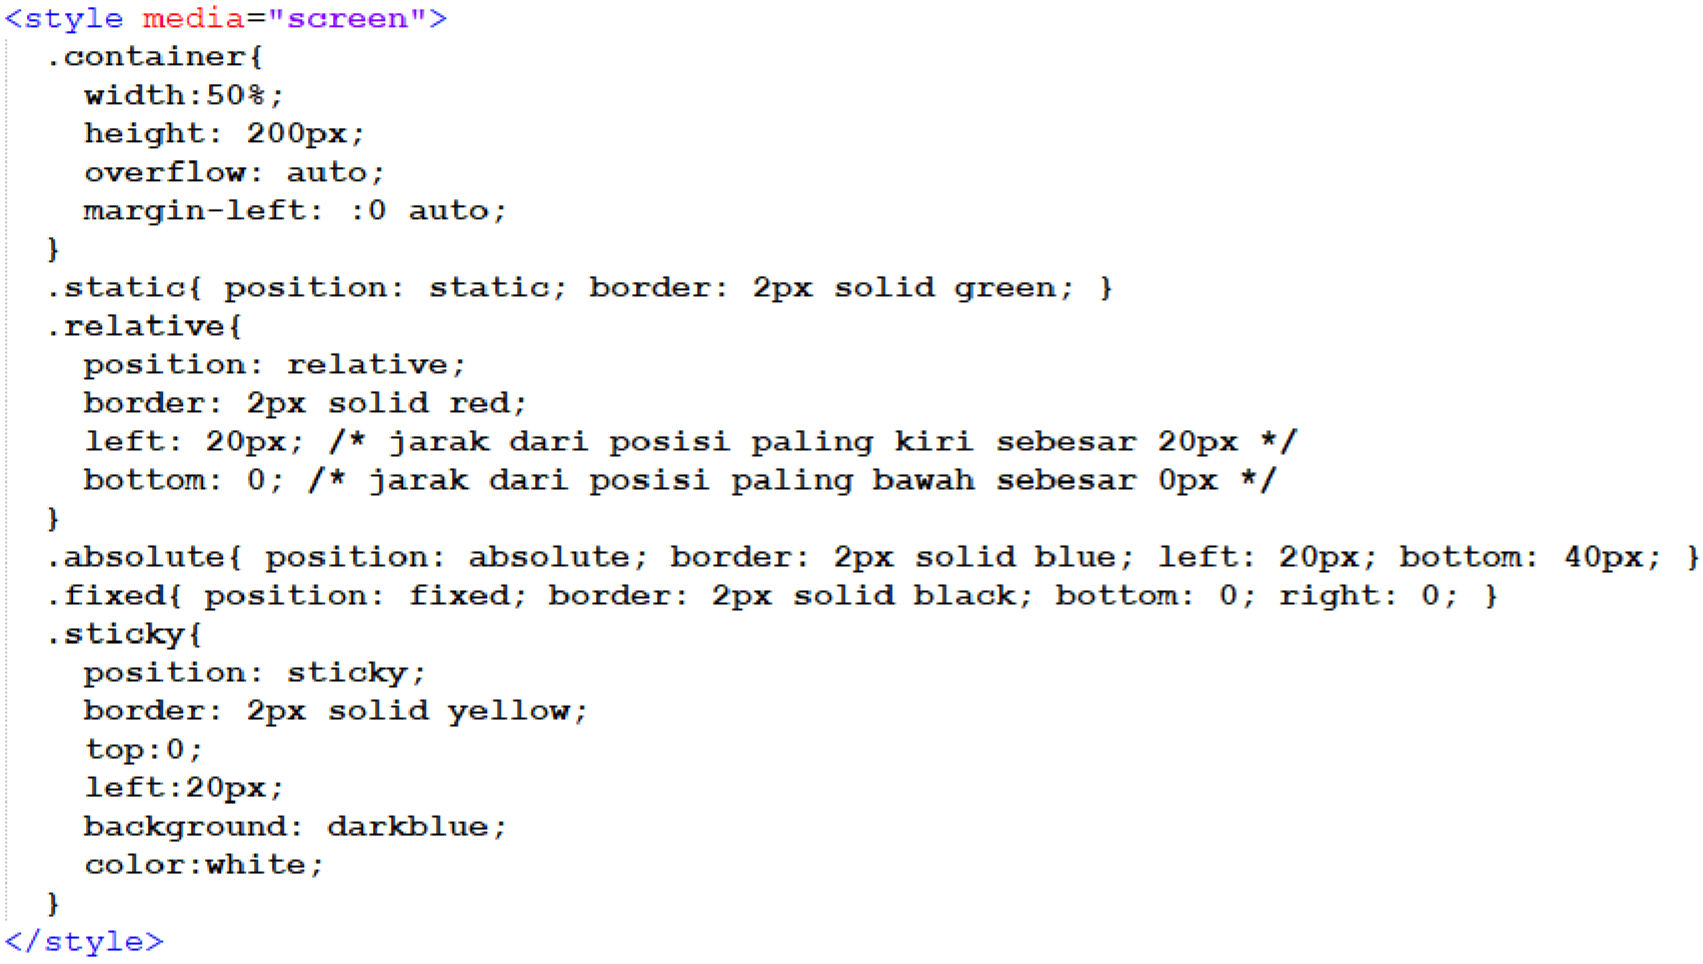 <style media="screen">
.container{
width:50%;
height: 200px;
overflow: auto;
margin-left: :0 auto;
}
.static{ position: static; border: 2px solid green; }
.relative{
position: relative;
border: 2px solid red;
left: 20px; /* jarak dari posisi paling kiri sebesar 20px */
bottom: 0; /* jarak dari posisi paling bawah sebesar 0px */
}
.absolute{ position: absolute; border: 2px solid blue; left: 20px; bottom: 40px; }
.fixed{ position: fixed; border: 2px solid black; bottom: 0; right: 0; }
.sticky{
position: sticky;
border: 2px solid yellow;
top:0;
left:20px;
background: darkblue;
color:white;
}
</style>